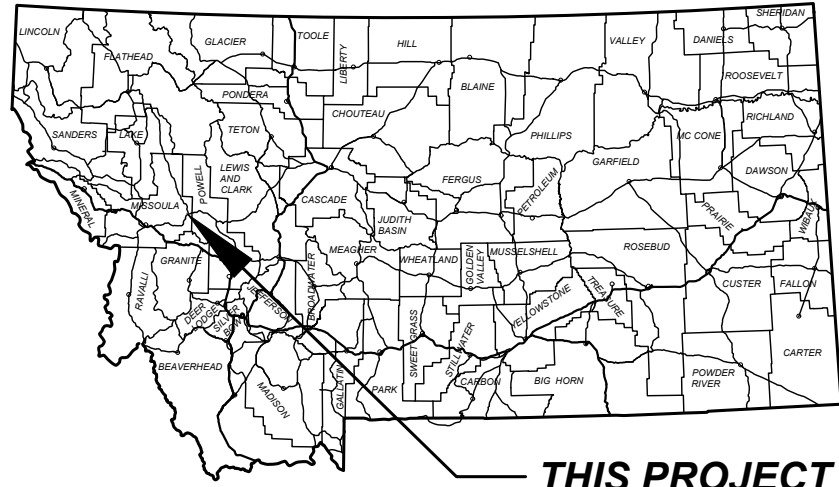 LINCOLN
FLATHEAD
GLACIER
TOOLE
LIBERTY
HILL
BLAINE
VALLEY
DANIELS
SHERIDAN
ROOSEVELT
PONDERA
CHOUTEAU
PHILLIPS
RICHLAND
SANDERS
LAKE
TETON
MC CONE
GARFIELD
DAWSON
MINERAL
MISSOULA
POWELL
LEWIS
AND
CLARK
CASCADE
FERGUS
PETROLEUM
PRAIRIE
WIBAUX
JUDITH
BASIN
GRANITE
RAVALLI
MEAGHER
WHEATLAND
GOLDEN
VALLEY
MUSSELSHELL
ROSEBUD
TREASURE
CUSTER
FALLON
DEER
LODGE
SILVER
BOW
JEFFERSON
BROADWATER
BEAVERHEAD
MADISON
GALLATIN
PARK
SWEET GRASS
STILLWATER
CARBON
YELLOWSTONE
BIG HORN
POWDER
RIVER
CARTER
THIS PROJECT